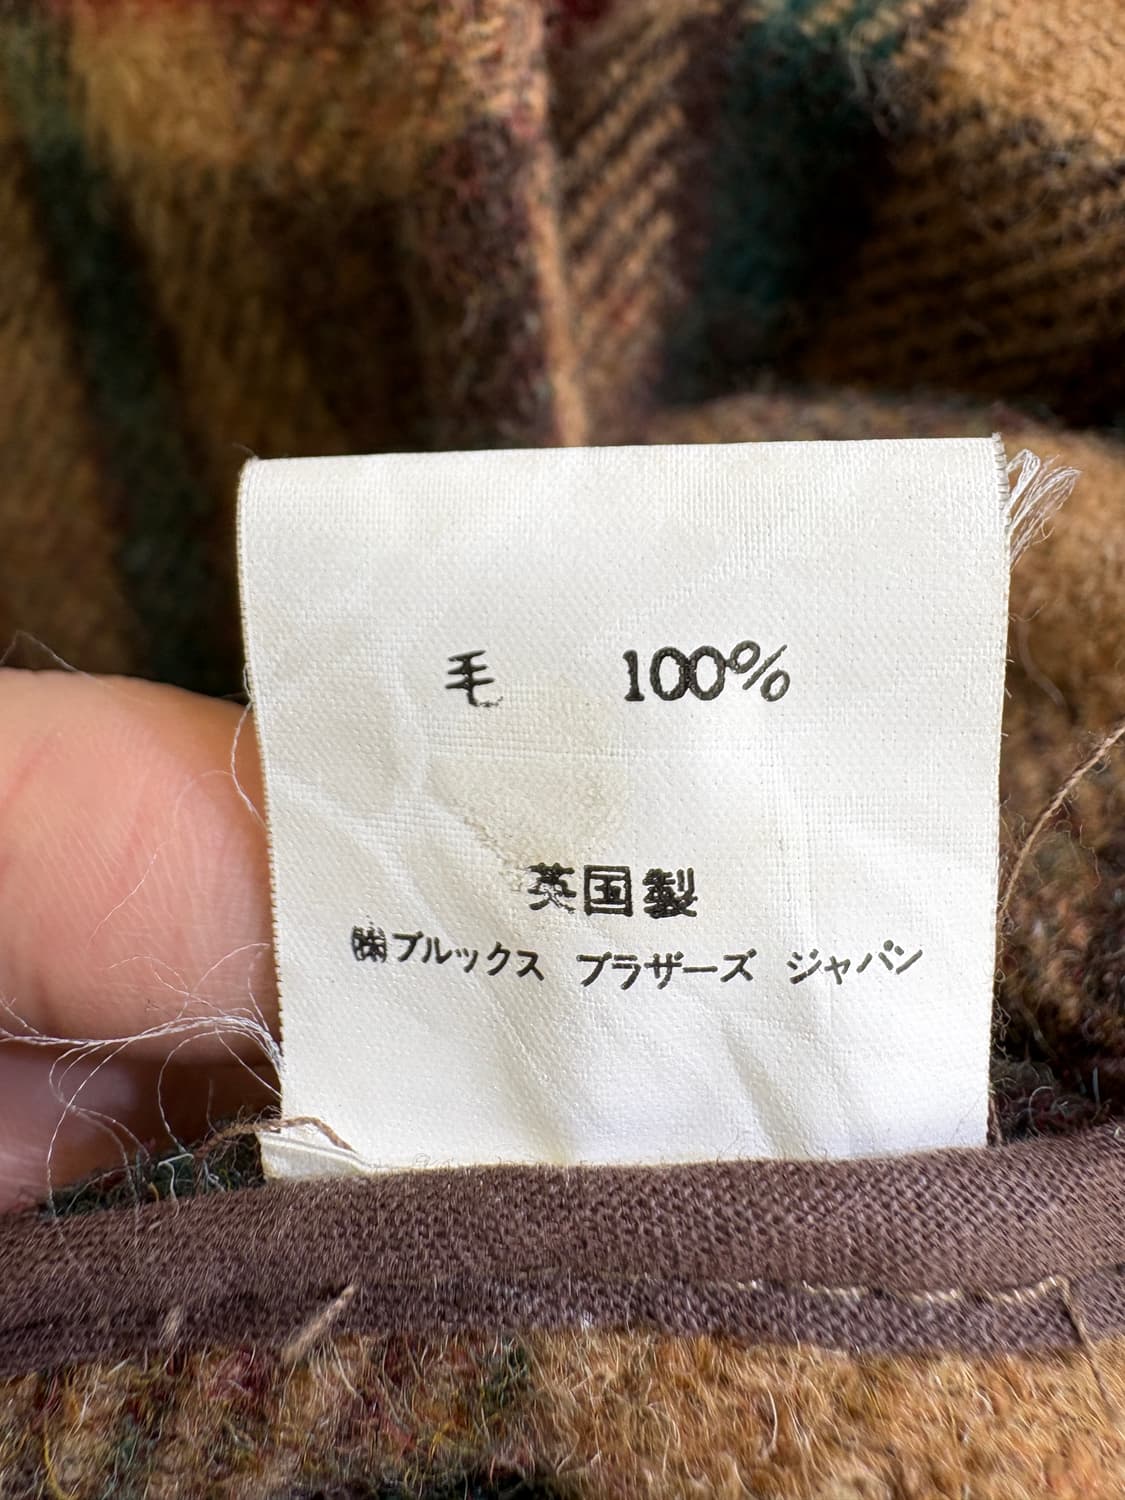 毛 100%
英国製
㈱ブルックス ブラザーズ ジャパン